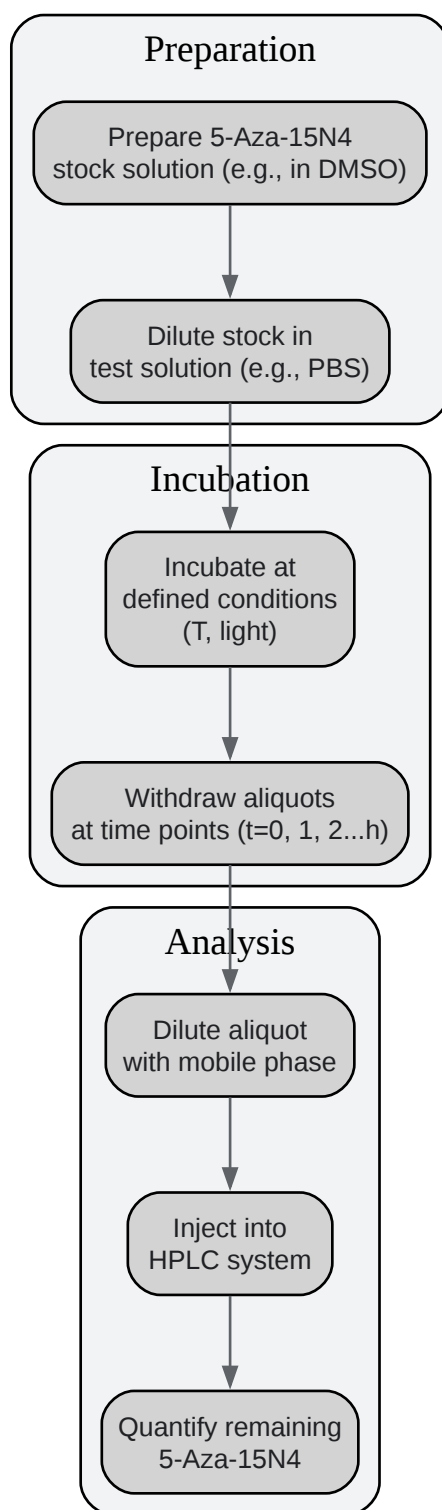 Preparation
Prepare 5-Aza-15N4
stock solution (e.g., in DMSO)
Dilute stock in
test solution (e.g., PBS)
Incubation
Incubate at
defined conditions
(T, light)
Withdraw aliquots
at time points (t=0, 1, 2...h)
Analysis
Dilute aliquot
with mobile phase
Inject into
HPLC system
Quantify remaining
5-Aza-15N4